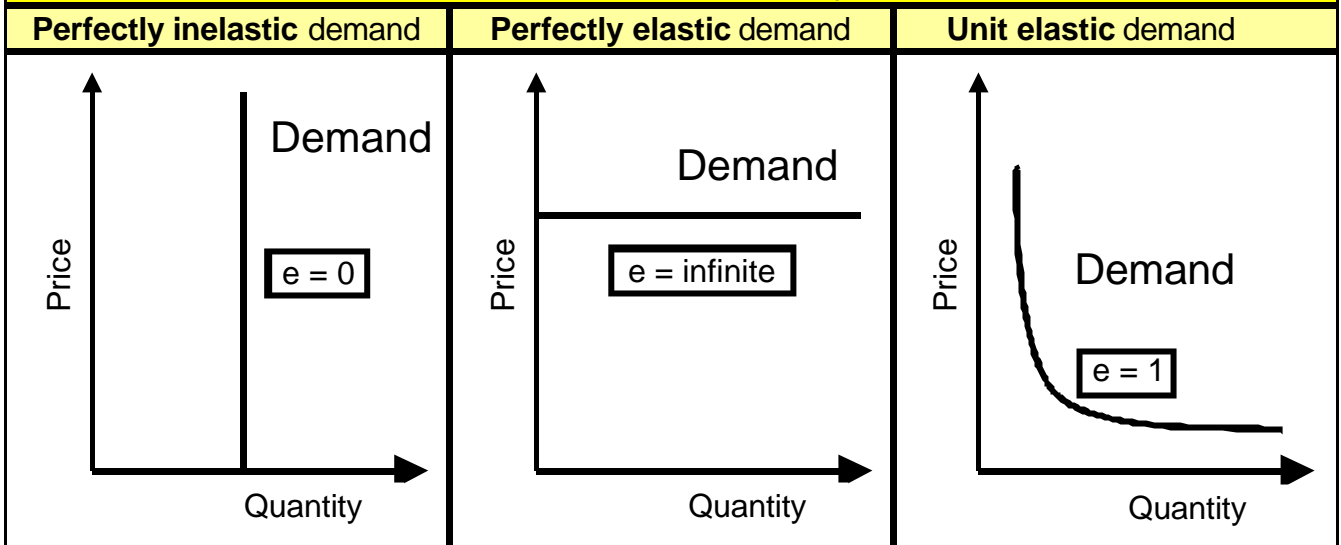 Perfectly inelastic demand
Perfectly elastic demand
Unit elastic demand
Price
Demand
e = 0
Quantity
Price
Demand
e = infinite
Quantity
Price
Demand
e = 1
Quantity